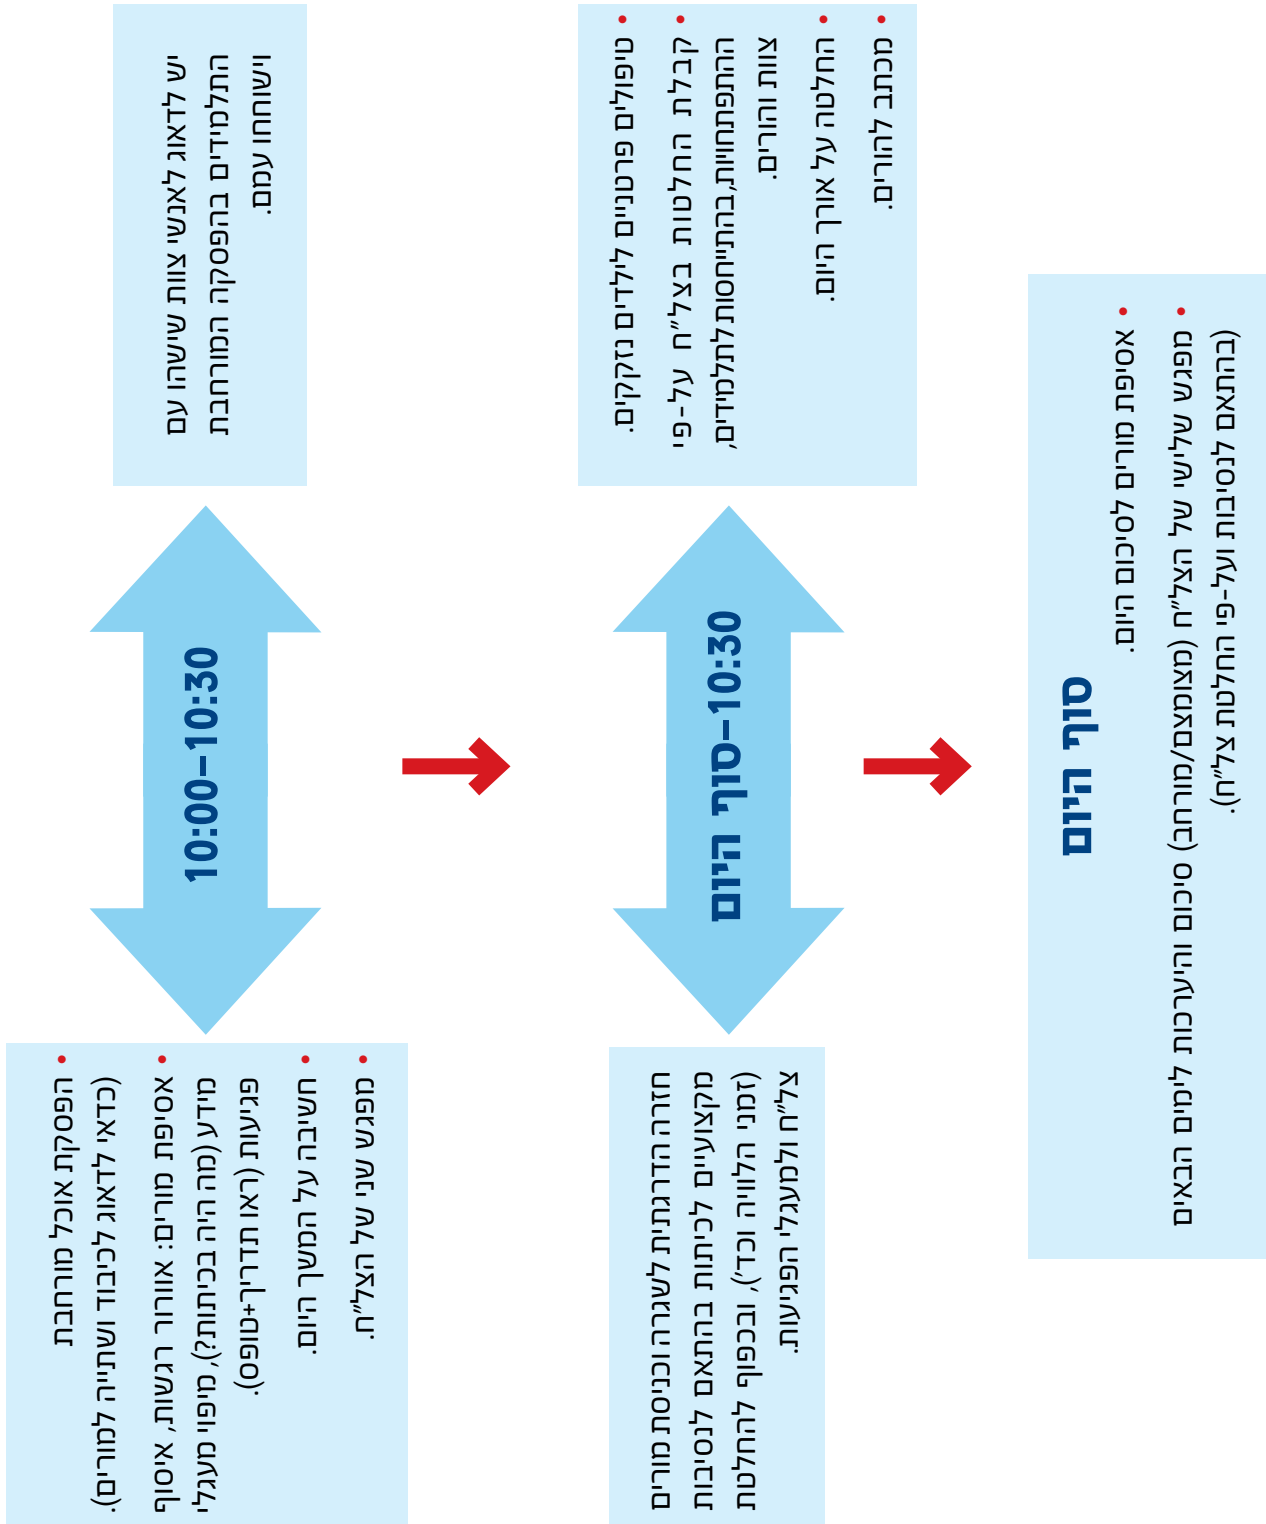 יש לדאוג לאנשי צוות שישהו עם
התלמידים בהפסקה המורחבת
וישוחחו עמם.
10:00–10:30
• הפסקת אוכל מורחבת
(כדאי לדאוג לכיבוד ושתייה למורים).
• אסיפת מורים: אוורור רגשות, איסוף
מידע (מה היה בכיתות?), מיפוי מעגלי
פגיעות (ראו תדריך+טופס).
• חשיבה על המשך היום.
• מפגש שני של הצל"ח.
• טיפולים פרטניים לילדים נזקקים.
• קבלת החלטות בצל"ח על-פי
ההתפתחויות, בהתייחסות לתלמידים,
צוות והורים.
• החלטה על אורך היום.
• מכתב להורים.
10:30–סוף היום
חזרה הדרגתית לשגרה וכניסת מורים
מקצועיים לכיתות בהתאם לנסיבות
(זמני הלוויה וכד'), ובכפוף להחלטת
צל"ח ולמעגלי הפגיעות.
סוף היום
• אסיפת מורים לסיכום היום.
• מפגש שלישי של הצל"ח (מצומצם/מורחב) סיכום והיערכות לימים הבאים
(בהתאם לנסיבות ועל-פי החלטת צל"ח).